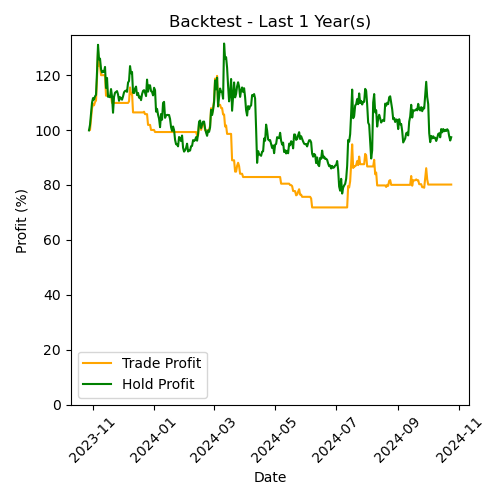 Backtest - Last 1 Year(s)
Profit (%)
120
100
80
60
40
20
0
Trade Profit
Hold Profit
2023-11
2024-01
2024-03
2024-05
2024-07
2024-09
2024-11
Date